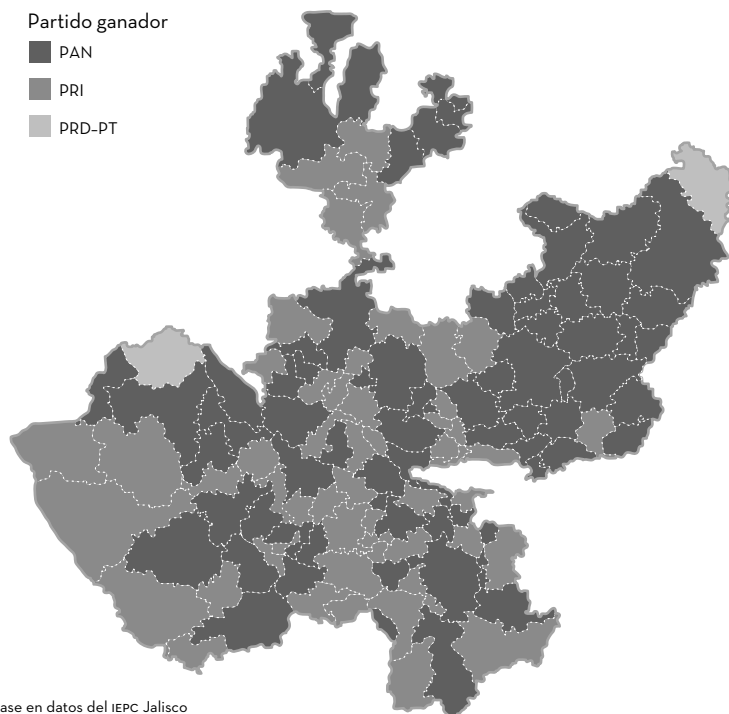 Partido ganador
PAN
PRI
PRD–PT
ase en datos del IEPC Jalisco